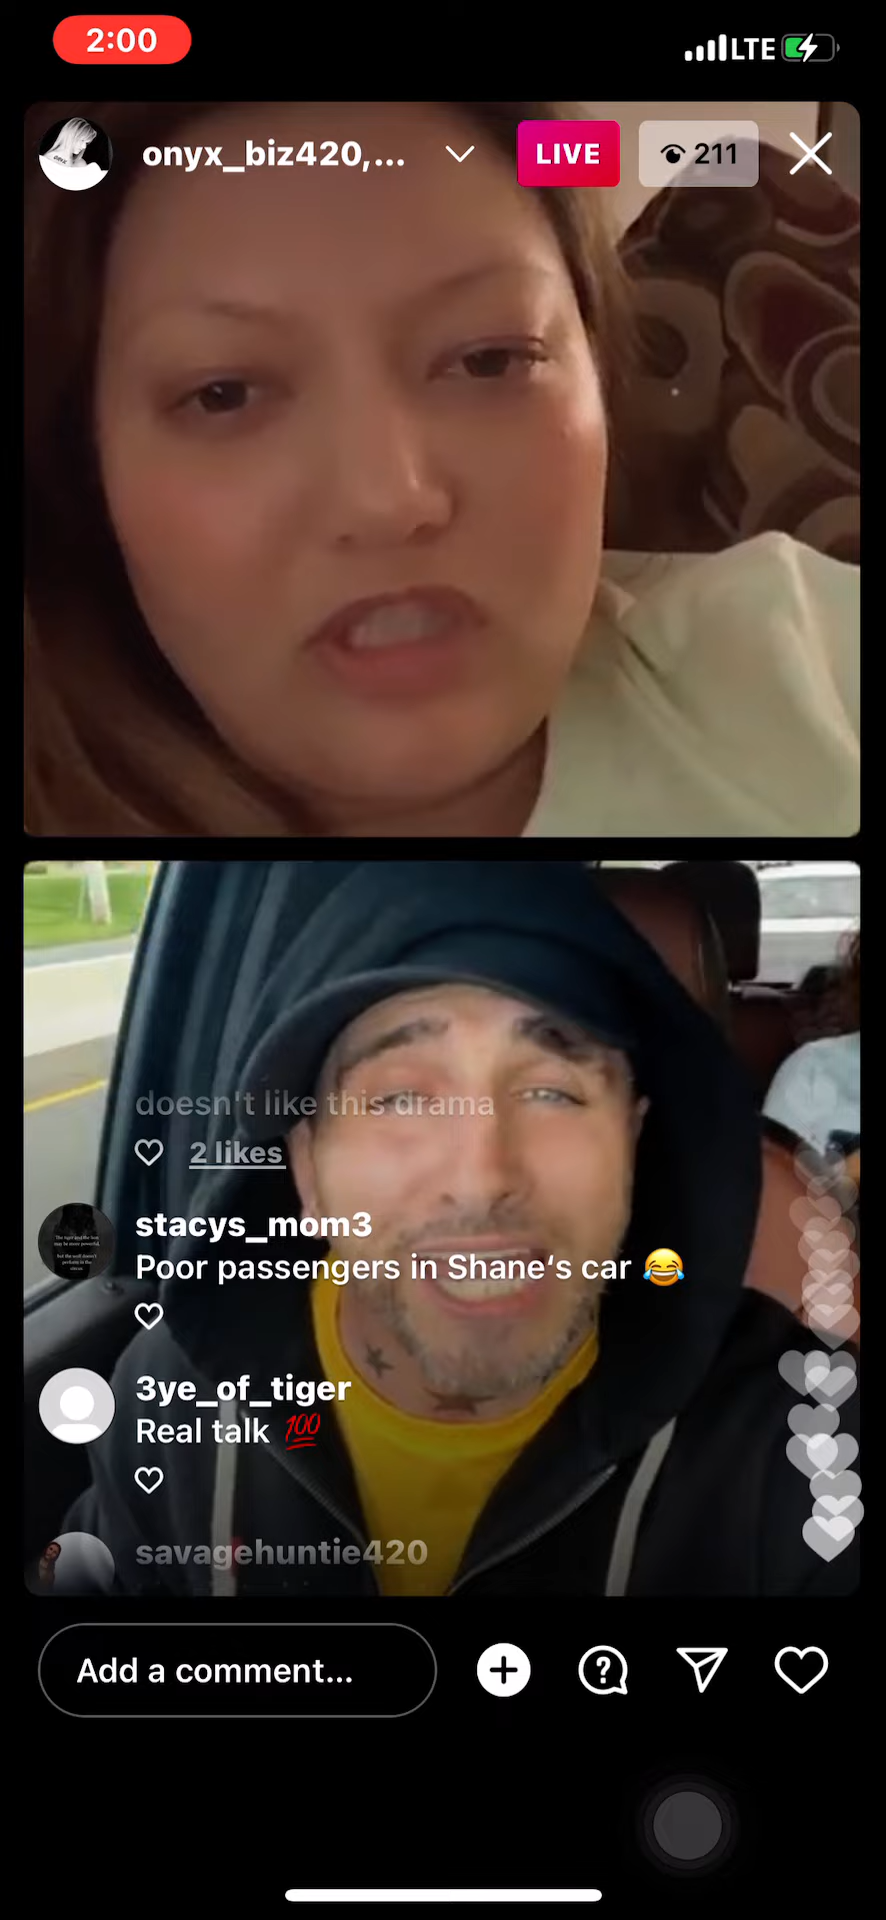 2:00
LTE
onyx_biz420,...
LIVE
211
doesn't like this drama
2 likes
stacys_mom3
Poor passengers in Shane‘s car 😂
3ye_of_tiger
Real talk 💯
savagehuntie420
Add a comment...